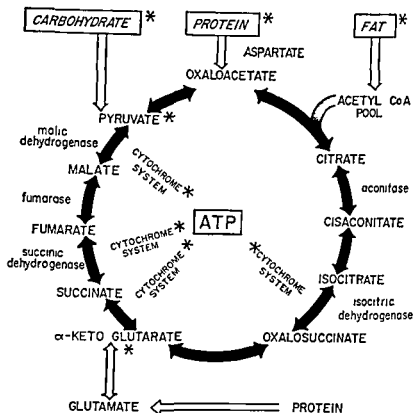 CARBOHYDRATE *
PROTEIN *
FAT *
ASPARTATE
OXALOACETATE
ACETYL CoA
POOL
PYRUVATE *
malic
dehydrogenase
CITRATE
MALATE
CYTOCHROME
SYSTEM
*
aconitase
fumarase
ATP
CISACONITATE
FUMARATE
CYTOCHROME
SYSTEM
*
succinic
dehydrogenase
CYTOCHROME
SYSTEM
*
*CYTOCHROME
SYSTEM
ISOCITRATE
SUCCINATE
isocitric
dehydrogenase
α-KETO GLUTARATE
*
OXALOSUCCINATE
GLUTAMATE
PROTEIN